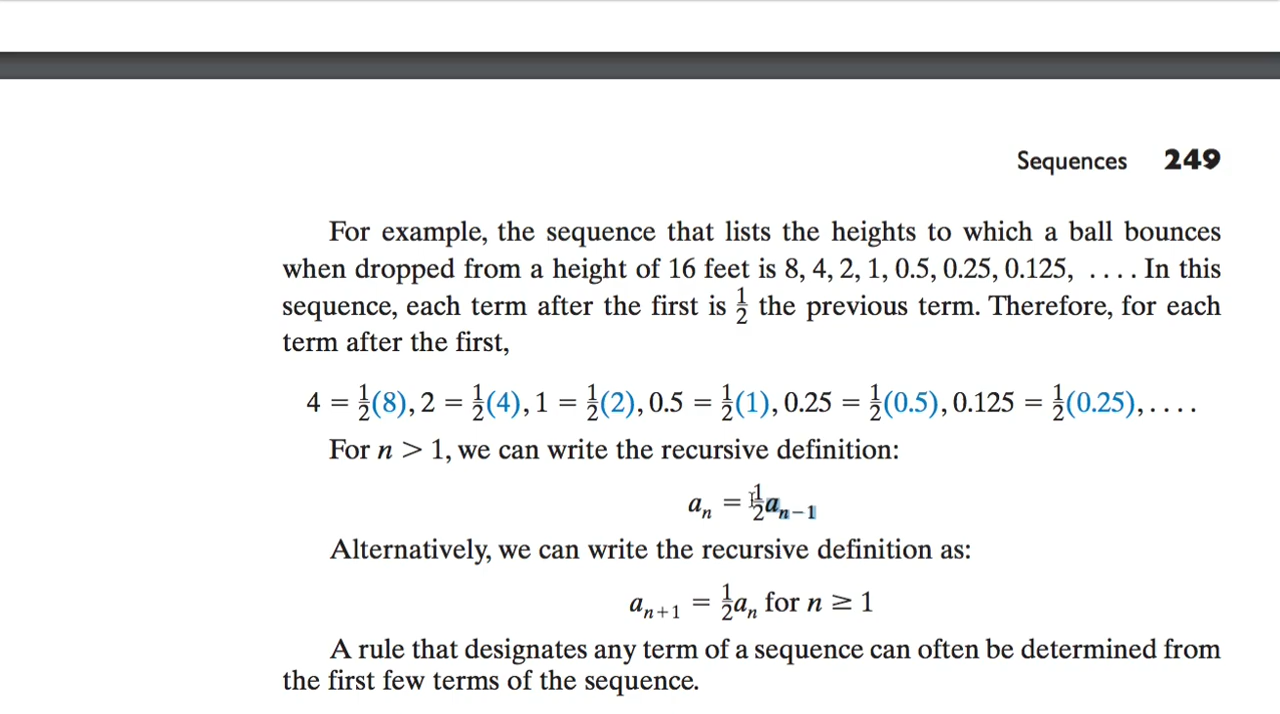 Sequences 249
For example, the sequence that lists the heights to which a ball bounces
when dropped from a height of 16 feet is 8, 4, 2, 1, 0.5, 0.25, 0.125, . . . . In this
sequence, each term after the first is ½ the previous term. Therefore, for each
term after the first,
4 = ½(8), 2 = ½(4), 1 = ½(2), 0.5 = ½(1), 0.25 = ½(0.5), 0.125 = ½(0.25), . . . .
For n > 1, we can write the recursive definition:
aₙ = ½aₙ₋₁
Alternatively, we can write the recursive definition as:
aₙ₊₁ = ½aₙ for n ≥ 1
A rule that designates any term of a sequence can often be determined from
the first few terms of the sequence.